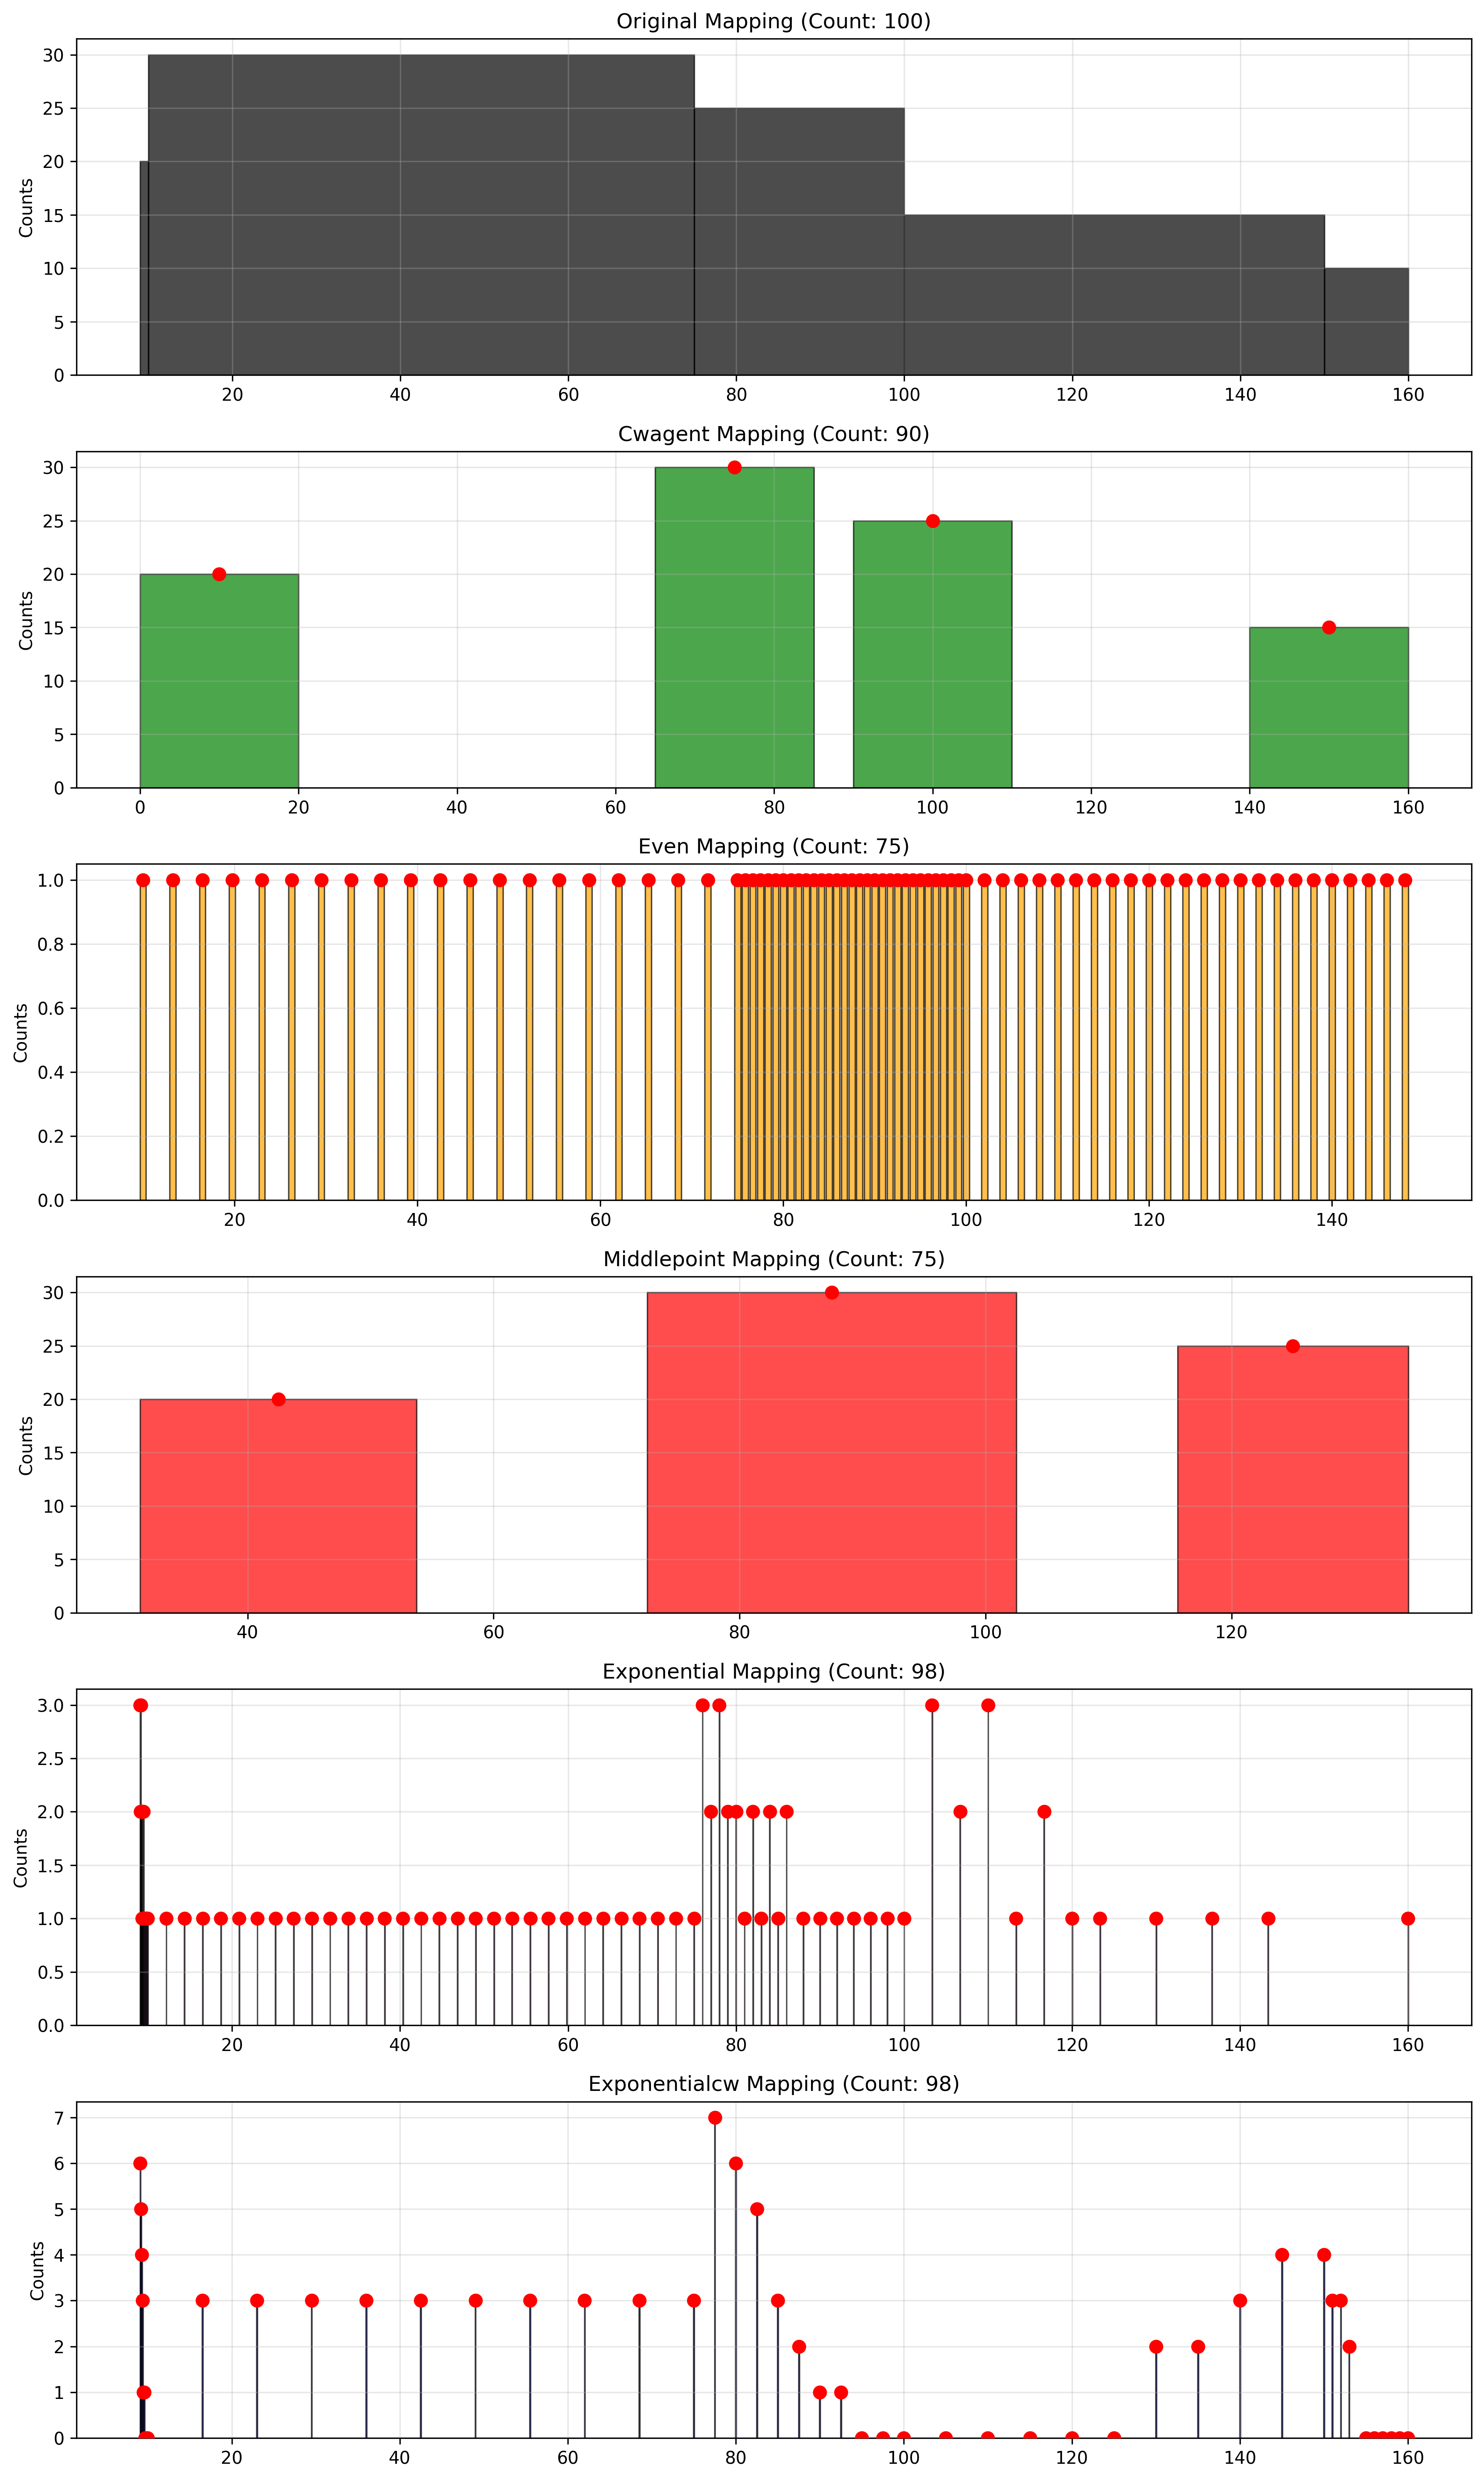 Original Mapping (Count: 100)
30
25
20
15
10
5
0
Counts
20 40 60 80 100 120 140 160
Cwagent Mapping (Count: 90)
30
25
20
15
10
5
0
Counts
0 20 40 60 80 100 120 140 160
Even Mapping (Count: 75)
1.0
0.8
0.6
0.4
0.2
0.0
Counts
20 40 60 80 100 120 140
Middlepoint Mapping (Count: 75)
30
25
20
15
10
5
0
Counts
40 60 80 100 120
Exponential Mapping (Count: 98)
3.0
2.5
2.0
1.5
1.0
0.5
0.0
Counts
20 40 60 80 100 120 140 160
Exponentialcw Mapping (Count: 98)
7
6
5
4
3
2
1
0
Counts
20 40 60 80 100 120 140 160